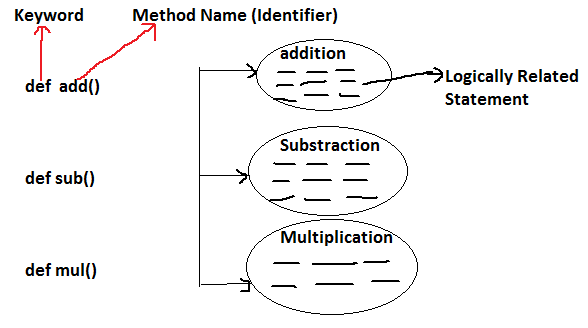 Keyword Method Name (Identifier)
addition
def add()
Logically Related
Statement
Substraction
def sub()
Multiplication
def mul()